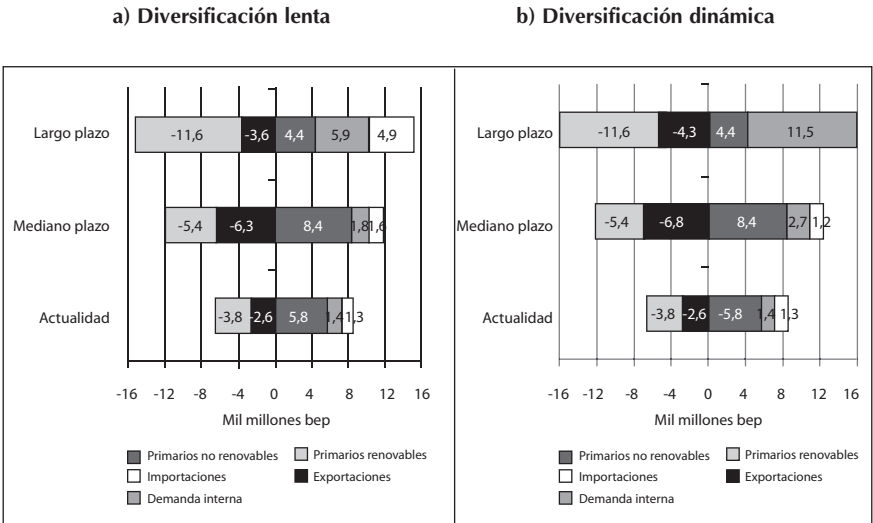 a) Diversificación lenta
Largo plazo
-11,6 -3,6 4,4 5,9 4,9
Mediano plazo
-5,4 -6,3 8,4 1,8 1,6
Actualidad
-3,8 -2,6 5,8 1,4 1,3
-16 -12 -8 -4 0 4 8 12 16
Mil millones bep
Primarios no renovables Primarios renovables
Importaciones Exportaciones
Demanda interna
b) Diversificación dinámica
Largo plazo
-11,6 -4,3 4,4 11,5
Mediano plazo
-5,4 -6,8 8,4 2,7 1,2
Actualidad
-3,8 -2,6 -5,8 1,4 1,3
-16 -12 -8 -4 0 4 8 12 16
Mil millones bep
Primarios no renovables Primarios renovables
Importaciones Exportaciones
Demanda interna